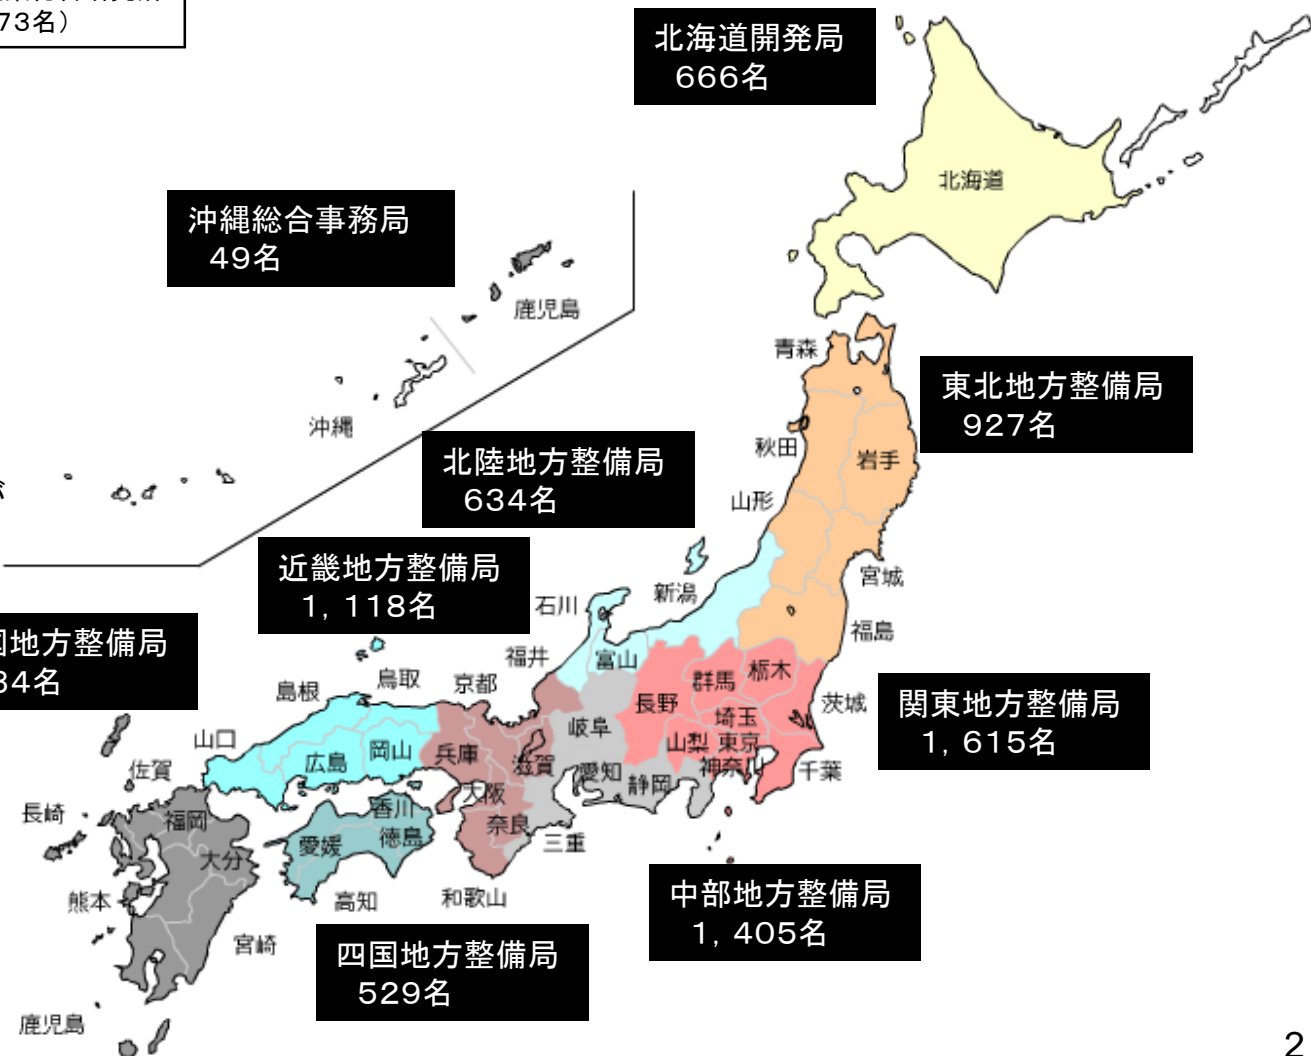 73名）
北海道開発局
666名
北海道
沖縄総合事務局
49名
鹿児島
沖縄
青森
東北地方整備局
927名
秋田
岩手
北陸地方整備局
634名
山形
が
宮城
近畿地方整備局
1，118名
石川
新潟
福島
国地方整備局
34名
福井
富山
群馬
栃木
島根
鳥取
京都
長野
茨城
関東地方整備局
1，615名
埼玉
山口
岐阜
山梨
東京
広島
岡山
兵庫
滋賀
神奈川
千葉
佐賀
愛知
静岡
長崎
福岡
大阪
香川
奈良
徳島
三重
愛媛
大分
熊本
高知
和歌山
中部地方整備局
1，405名
宮崎
四国地方整備局
529名
鹿児島
2